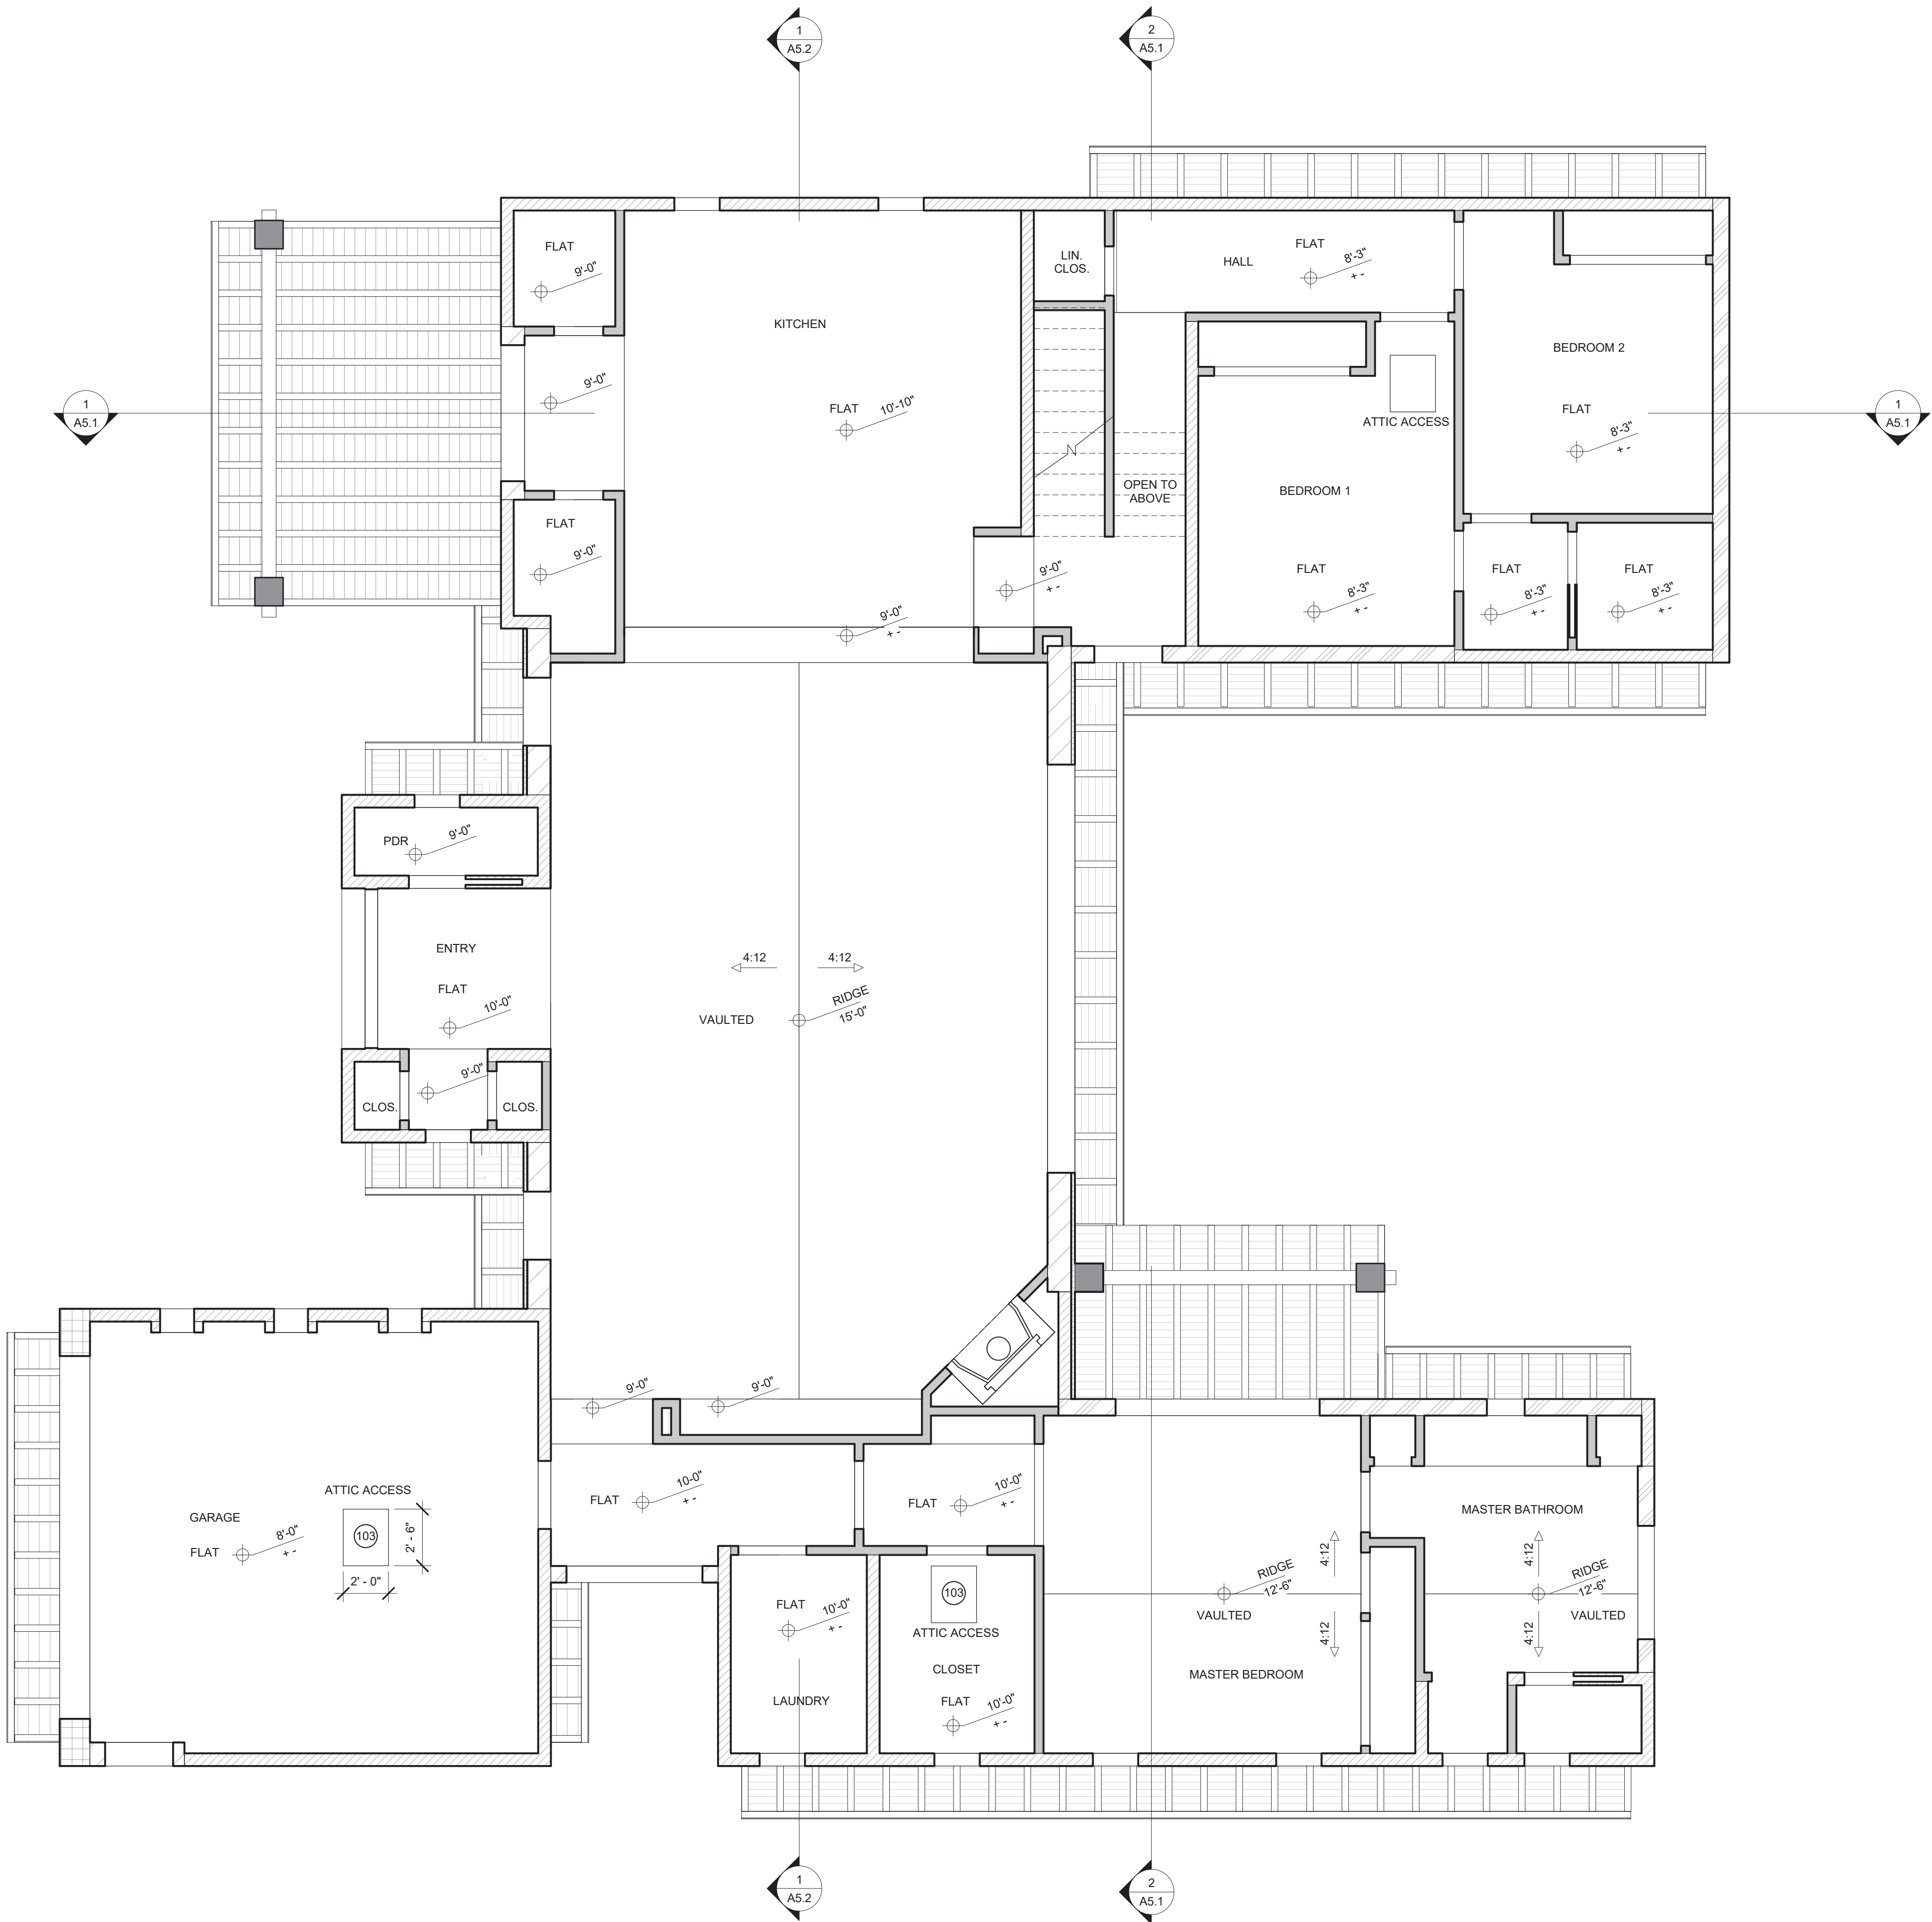 1
A5.2
2
A5.1
FLAT
9'-0"
LIN.
CLOS.
HALL
FLAT
8'-3"
+ -
KITCHEN
BEDROOM 2
9'-0"
FLAT
10'-10"
1
A5.1
1
A5.1
ATTIC ACCESS
FLAT
8'-3"
+ -
OPEN TO
ABOVE
BEDROOM 1
FLAT
9'-0"
9'-0"
+ -
FLAT
8'-3"
+ -
FLAT
8'-3"
+ -
FLAT
8'-3"
+ -
9'-0"
+ -
PDR
9'-0"
ENTRY
FLAT
10'-0"
4:12
4:12
VAULTED
RIDGE
15'-0"
9'-0"
CLOS.
CLOS.
9'-0"
9'-0"
ATTIC ACCESS
GARAGE
FLAT
8'-0"
+ -
103
2' - 6"
2' - 0"
FLAT
10-0"
+ -
FLAT
10'-0"
+ -
MASTER BATHROOM
4:12
4:12
RIDGE
12'-6"
VAULTED
RIDGE
12'-6"
VAULTED
4:12
4:12
FLAT
10'-0"
+ -
103
ATTIC ACCESS
CLOSET
MASTER BEDROOM
LAUNDRY
FLAT
10'-0"
+ -
1
A5.2
2
A5.1